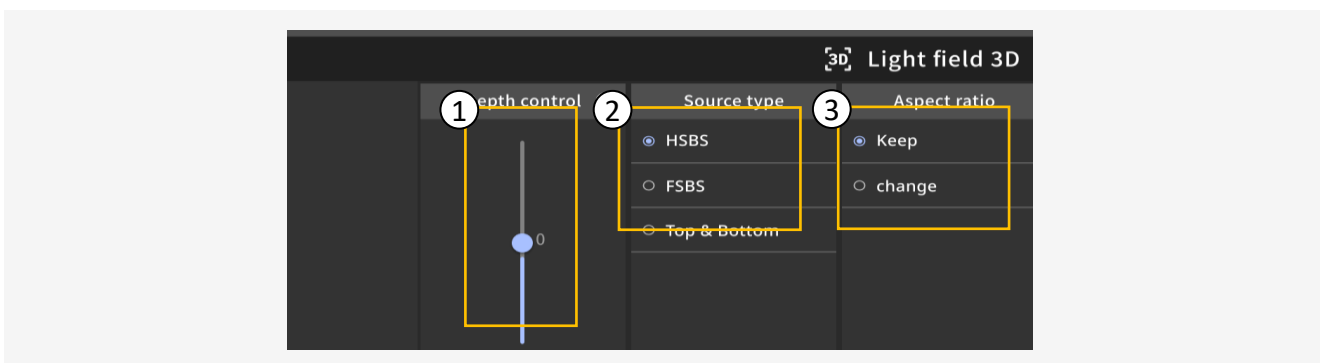 [3D] Light field 3D
1 epth control 2 Source type 3 Aspect ratio
HSBS Keep
FSBS change
Top & Bottom
0